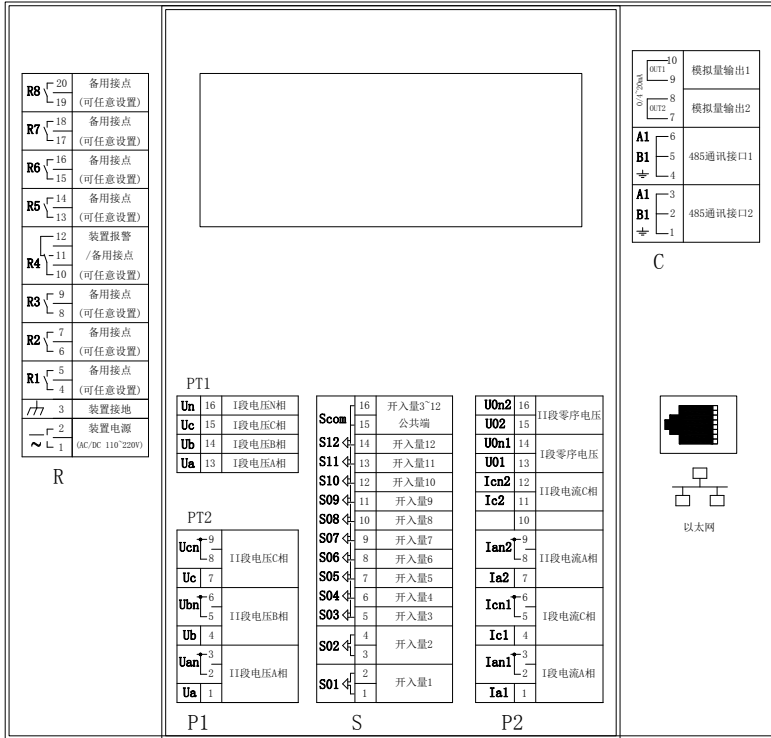 R8 20 备用接点
19 (可任意设置)
R7 18 备用接点
17 (可任意设置)
R6 16 备用接点
15 (可任意设置)
R5 14 备用接点
13 (可任意设置)
12 装置报警
R4 11 /备用接点
10 (可任意设置)
R3 9 备用接点
8 (可任意设置)
R2 7 备用接点
6 (可任意设置)
R1 5 备用接点
4 (可任意设置)
3 装置接地
2 装置电源
~ 1 (AC/DC 110~220V)
R
PT1
Un 16 I段电压N相
Uc 15 I段电压C相
Ub 14 I段电压B相
Ua 13 I段电压A相
PT2
Ucn 9
8 II段电压C相
Uc 7
Ubn 6
5 II段电压B相
Ub 4
Uan 3
2 II段电压A相
Ua 1
P1
Scom 16 开入量3~12
15 公共端
S12 14 开入量12
S11 13 开入量11
S10 12 开入量10
S09 11 开入量9
S08 10 开入量8
S07 9 开入量7
S06 8 开入量6
S05 7 开入量5
S04 6 开入量4
S03 5 开入量3
S02 4 开入量2
3
S01 2 开入量1
1
S
U0n2 16 II段零序电压
U02 15
U0n1 14 I段零序电压
U01 13
Icn2 12 II段电流C相
Ic2 11
10
Ian2 9
8 II段电流A相
Ia2 7
Icn1 6
5 I段电流C相
Ic1 4
Ian1 3
2 I段电流A相
Ia1 1
P2
0/4~20mA
OUT1 10 模拟量输出1
9
OUT2 8 模拟量输出2
7
A1 6
B1 5 485通讯接口1
4
A1 3
B1 2 485通讯接口2
1
C
以太网